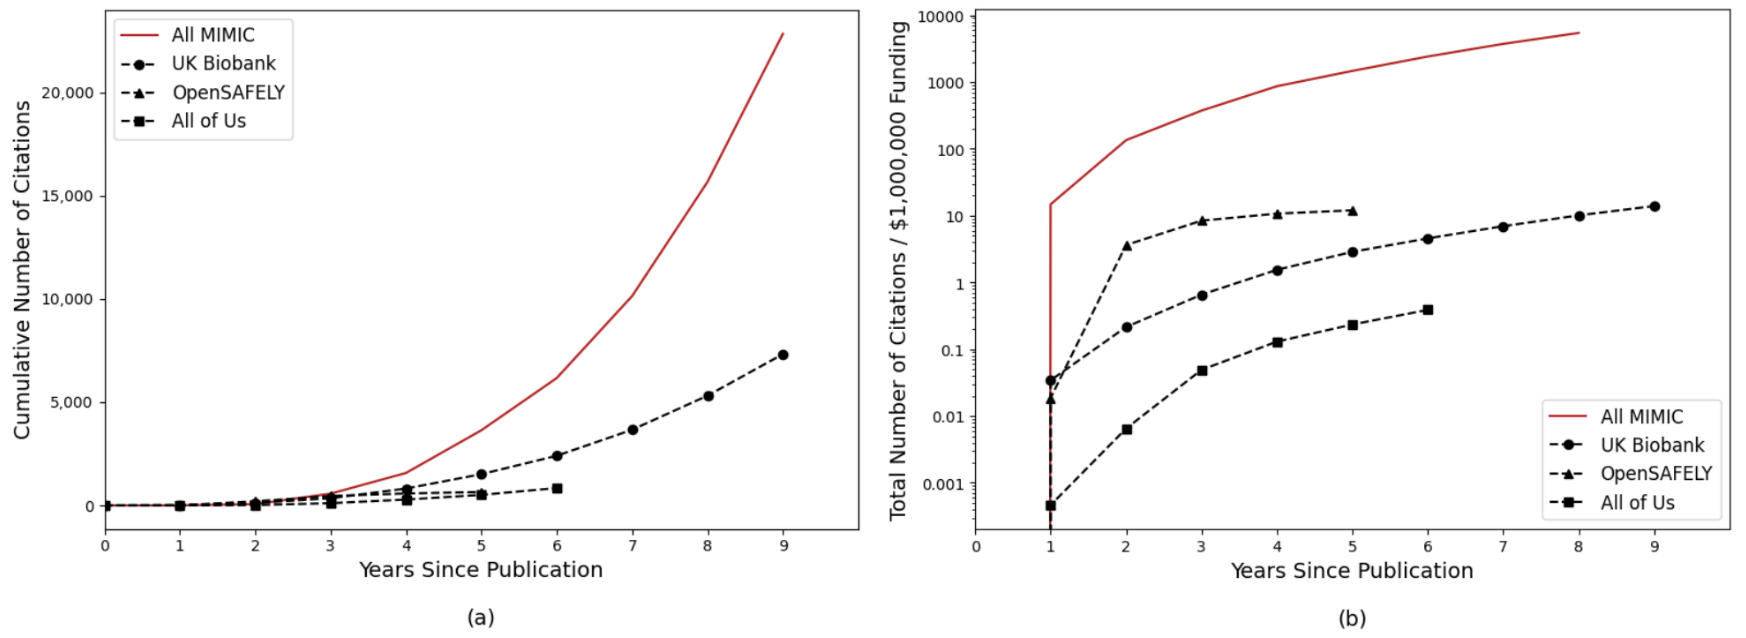 All MIMIC
UK Biobank
OpenSAFELY
All of Us
Cumulative Number of Citations
20,000
15,000
10,000
5,000
0
0 1 2 3 4 5 6 7 8 9
Years Since Publication
(a)
Total Number of Citations / $1,000,000 Funding
10000
1000
100
10
1
0.1
0.01
0.001
All MIMIC
UK Biobank
OpenSAFELY
All of Us
0 1 2 3 4 5 6 7 8 9
Years Since Publication
(b)